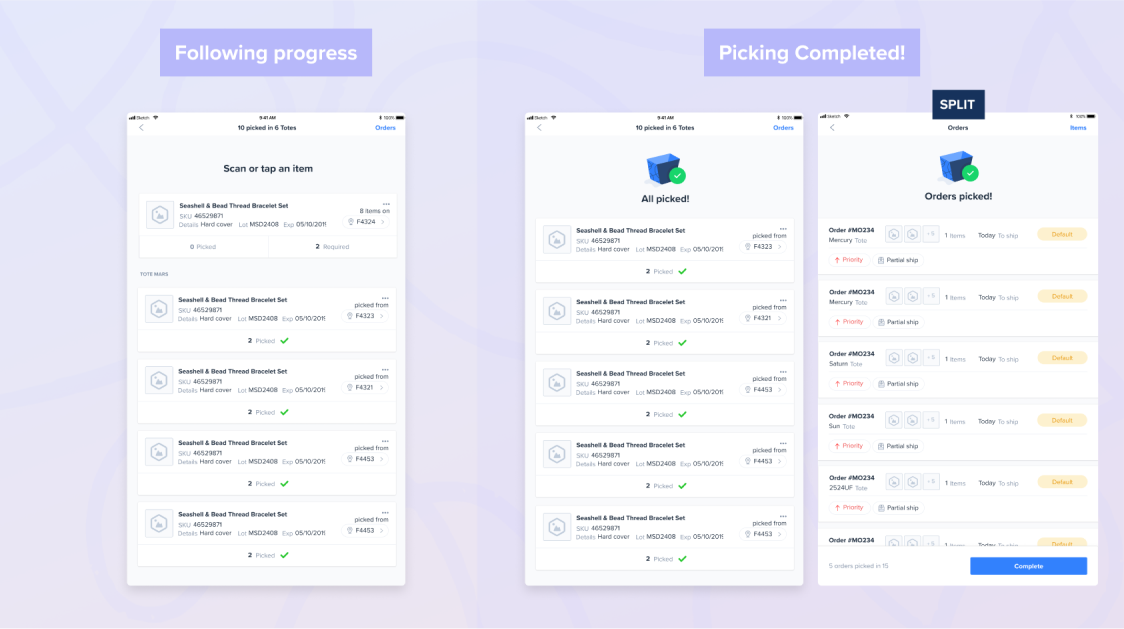 Following progress
Picking Completed!
SPLIT
Sketch
9:41 AM
100%
10 picked in 6 Totes
Orders
Scan or tap an item
Seashell & Bead Thread Bracelet Set
SKU 46529871
8 items on
Details Hard cover Lot MSD2408 Exp 05/10/2019
F4324
0 Picked
2 Required
TOTE MARS
Seashell & Bead Thread Bracelet Set
SKU 46529871
picked from
Details Hard cover Lot MSD2408 Exp 05/10/2019
F4323
2 Picked
Seashell & Bead Thread Bracelet Set
SKU 46529871
picked from
Details Hard cover Lot MSD2408 Exp 05/10/2019
F4321
2 Picked
Seashell & Bead Thread Bracelet Set
SKU 46529871
picked from
Details Hard cover Lot MSD2408 Exp 05/10/2019
F4453
2 Picked
Seashell & Bead Thread Bracelet Set
SKU 46529871
picked from
Details Hard cover Lot MSD2408 Exp 05/10/2019
F4453
2 Picked
Sketch
9:41 AM
100%
10 picked in 6 Totes
Orders
All picked!
Seashell & Bead Thread Bracelet Set
SKU 46529871
picked from
Details Hard cover Lot MSD2408 Exp 05/10/2019
F4323
2 Picked
Seashell & Bead Thread Bracelet Set
SKU 46529871
picked from
Details Hard cover Lot MSD2408 Exp 05/10/2019
F4321
2 Picked
Seashell & Bead Thread Bracelet Set
SKU 46529871
picked from
Details Hard cover Lot MSD2408 Exp 05/10/2019
F4453
2 Picked
Seashell & Bead Thread Bracelet Set
SKU 46529871
picked from
Details Hard cover Lot MSD2408 Exp 05/10/2019
F4453
2 Picked
Seashell & Bead Thread Bracelet Set
SKU 46529871
picked from
Details Hard cover Lot MSD2408 Exp 05/10/2019
F4453
2 Picked
Sketch
100%
Orders
Items
Orders picked!
Order #MO234
Mercury Tote
+5
1 Items
Today To ship
Default
Priority
Partial ship
Order #MO234
Mercury Tote
+5
1 Items
Today To ship
Default
Priority
Partial ship
Order #MO234
Saturn Tote
+5
1 Items
Today To ship
Default
Priority
Partial ship
Order #MO234
Sun Tote
+5
1 Items
Today To ship
Default
Priority
Partial ship
Order #MO234
2524UF Tote
+5
1 Items
Today To ship
Default
Priority
Partial ship
Order #MO234
+5
1 Items
Today To ship
Default
5 orders picked in 15
Complete